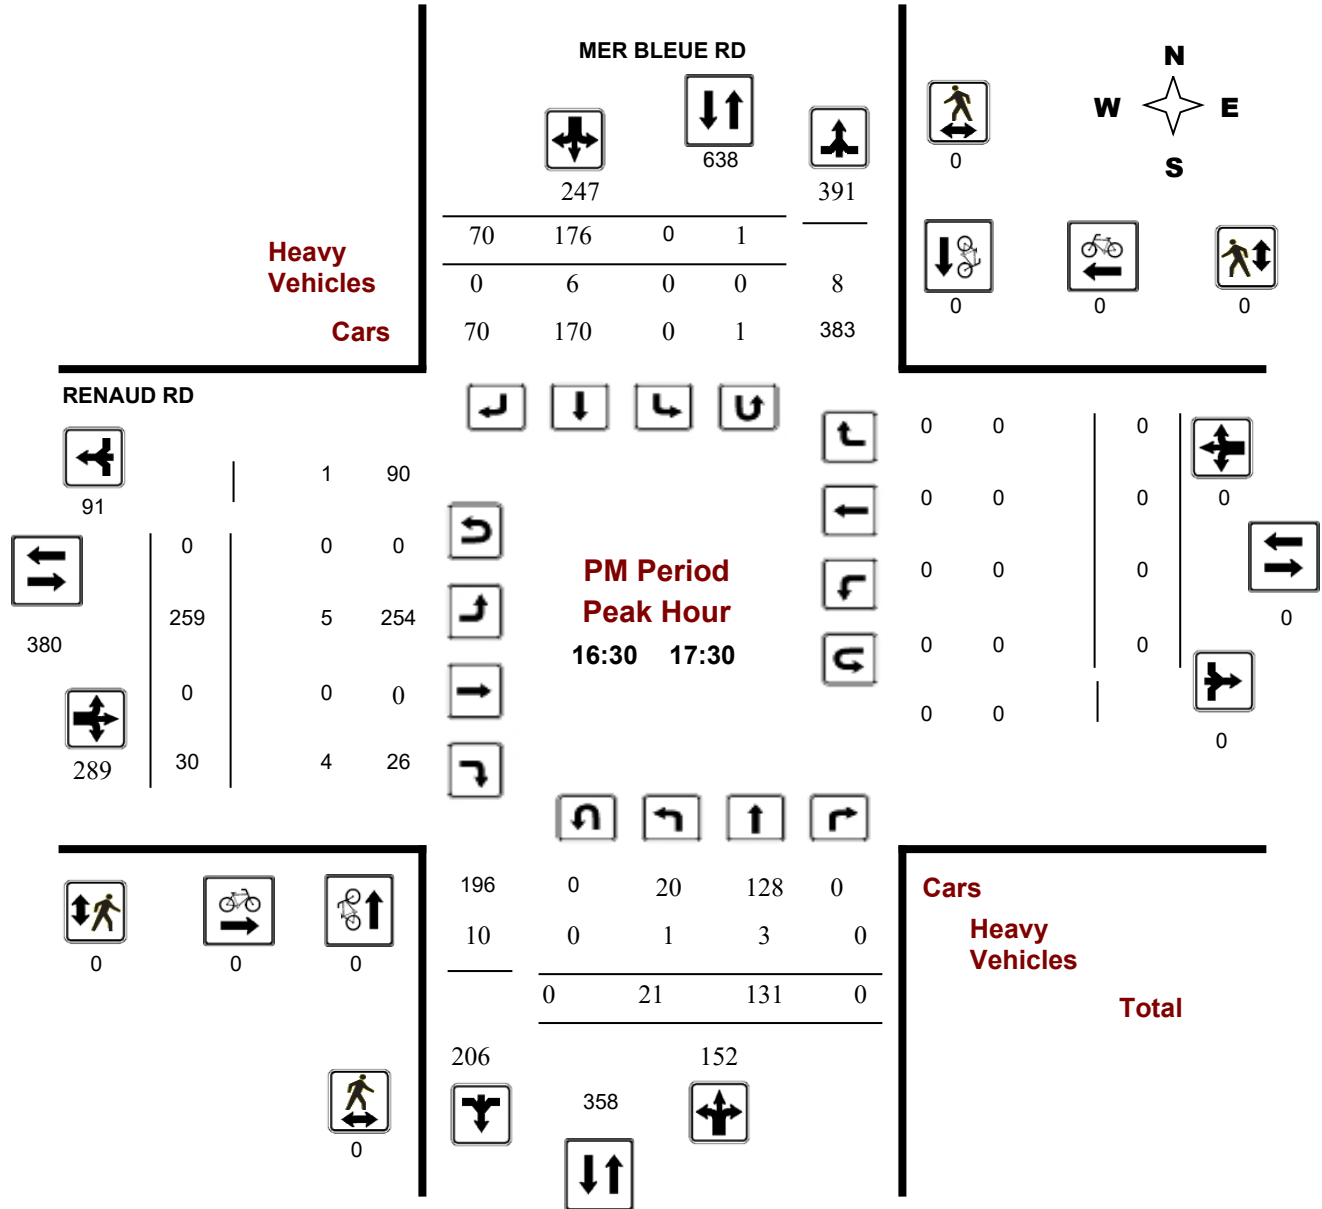 MER BLEUE RD
N
W E
S
638
0
247 391
70 176 0 1
Heavy
Vehicles
0 6 0 0 8
0 0 0
Cars 70 170 0 1 383
RENAUD RD
0 0 0
1 90
91
0 0 0 0
0 0 0
PM Period
0 0 0
Peak Hour
259 5 254
0
380
16:30 17:30
0 0 0
0 0 0
0 0
0
289 30 4 26
196 0 20 128 0
Cars
10 0 1 3 0
Heavy
Vehicles
0 0 0
0 21 131 0
Total
206 152
358
0